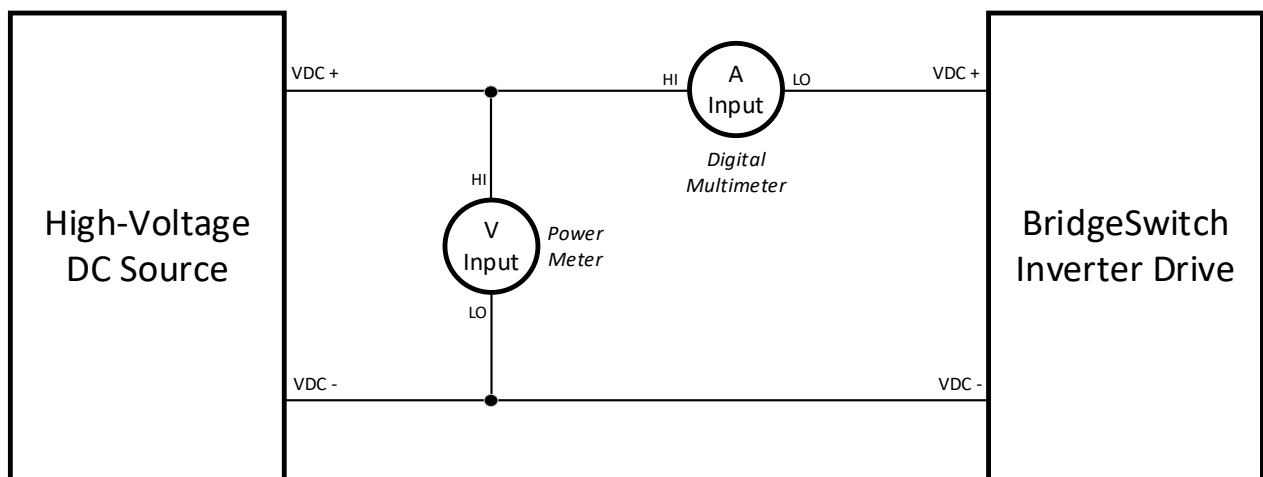 VDC +
HI
A
Input
LO
VDC +
Digital
Multimeter
HI
High-Voltage
DC Source
V
Input
Power
Meter
BridgeSwitch
Inverter Drive
LO
VDC -
VDC -